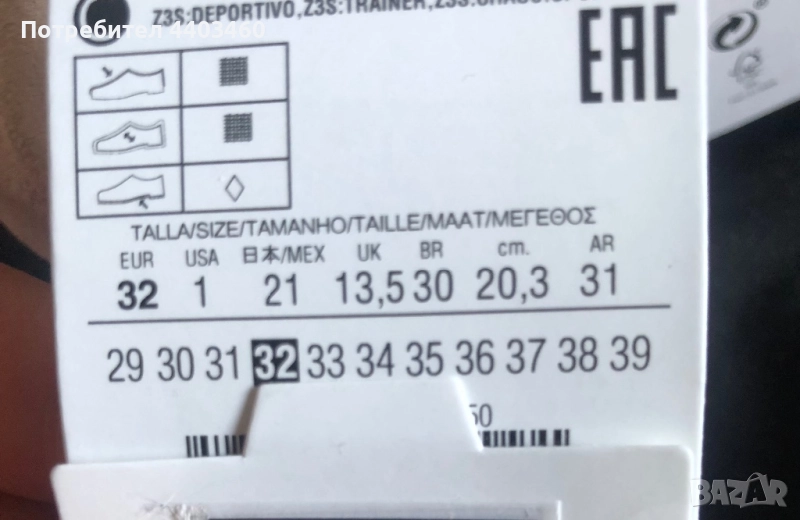 Z3S:DEPORTIVO,Z3S:TRAINER,
Потребител 4403460
EAC
TALLA/SIZE/TAMANHO/TAILLE/MAAT/ΜΕΓΕΘΟΣ
EUR USA 日本/MEX UK BR cm. AR
32 1 21 13,5 30 20,3 31
29 30 31 32 33 34 35 36 37 38 39
50
BAZAR